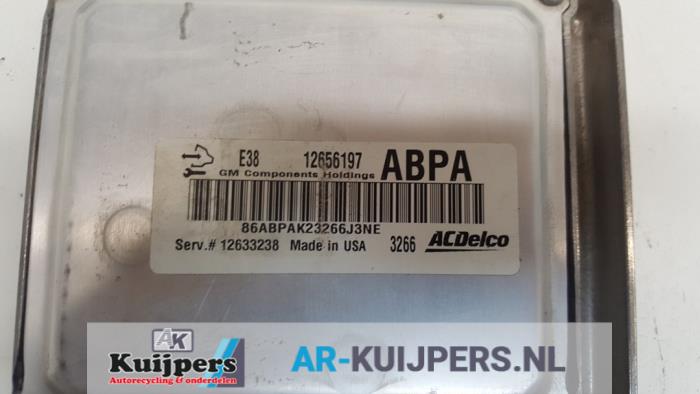 E38 12656197 ABPA
GM Components Holdings
86ABPAK23266J3NE
Serv.# 12633238 Made in USA 3266 ACDelco
AK
Kuijpers
Autorecycling & onderdelen
AR-KUIJPERS.NL